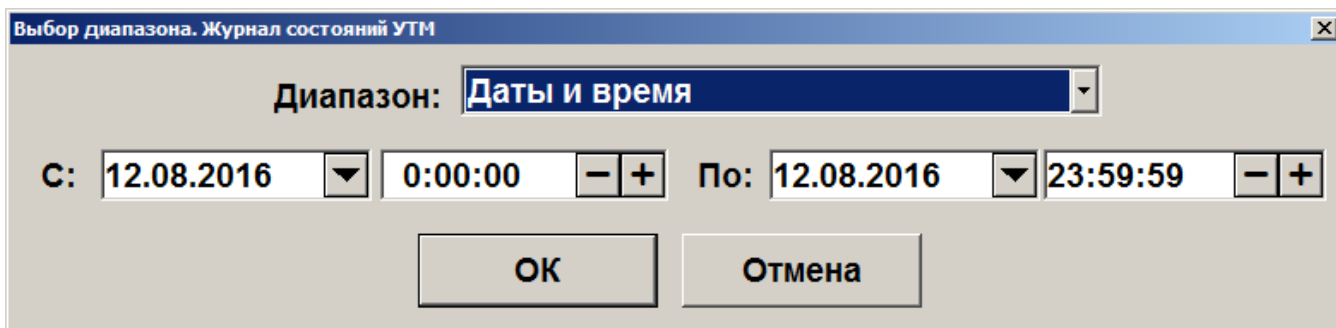 Выбор диапазона. Журнал состояний УТМ
Диапазон: Даты и время
С: 12.08.2016 0:00:00 По: 12.08.2016 23:59:59
ОК Отмена